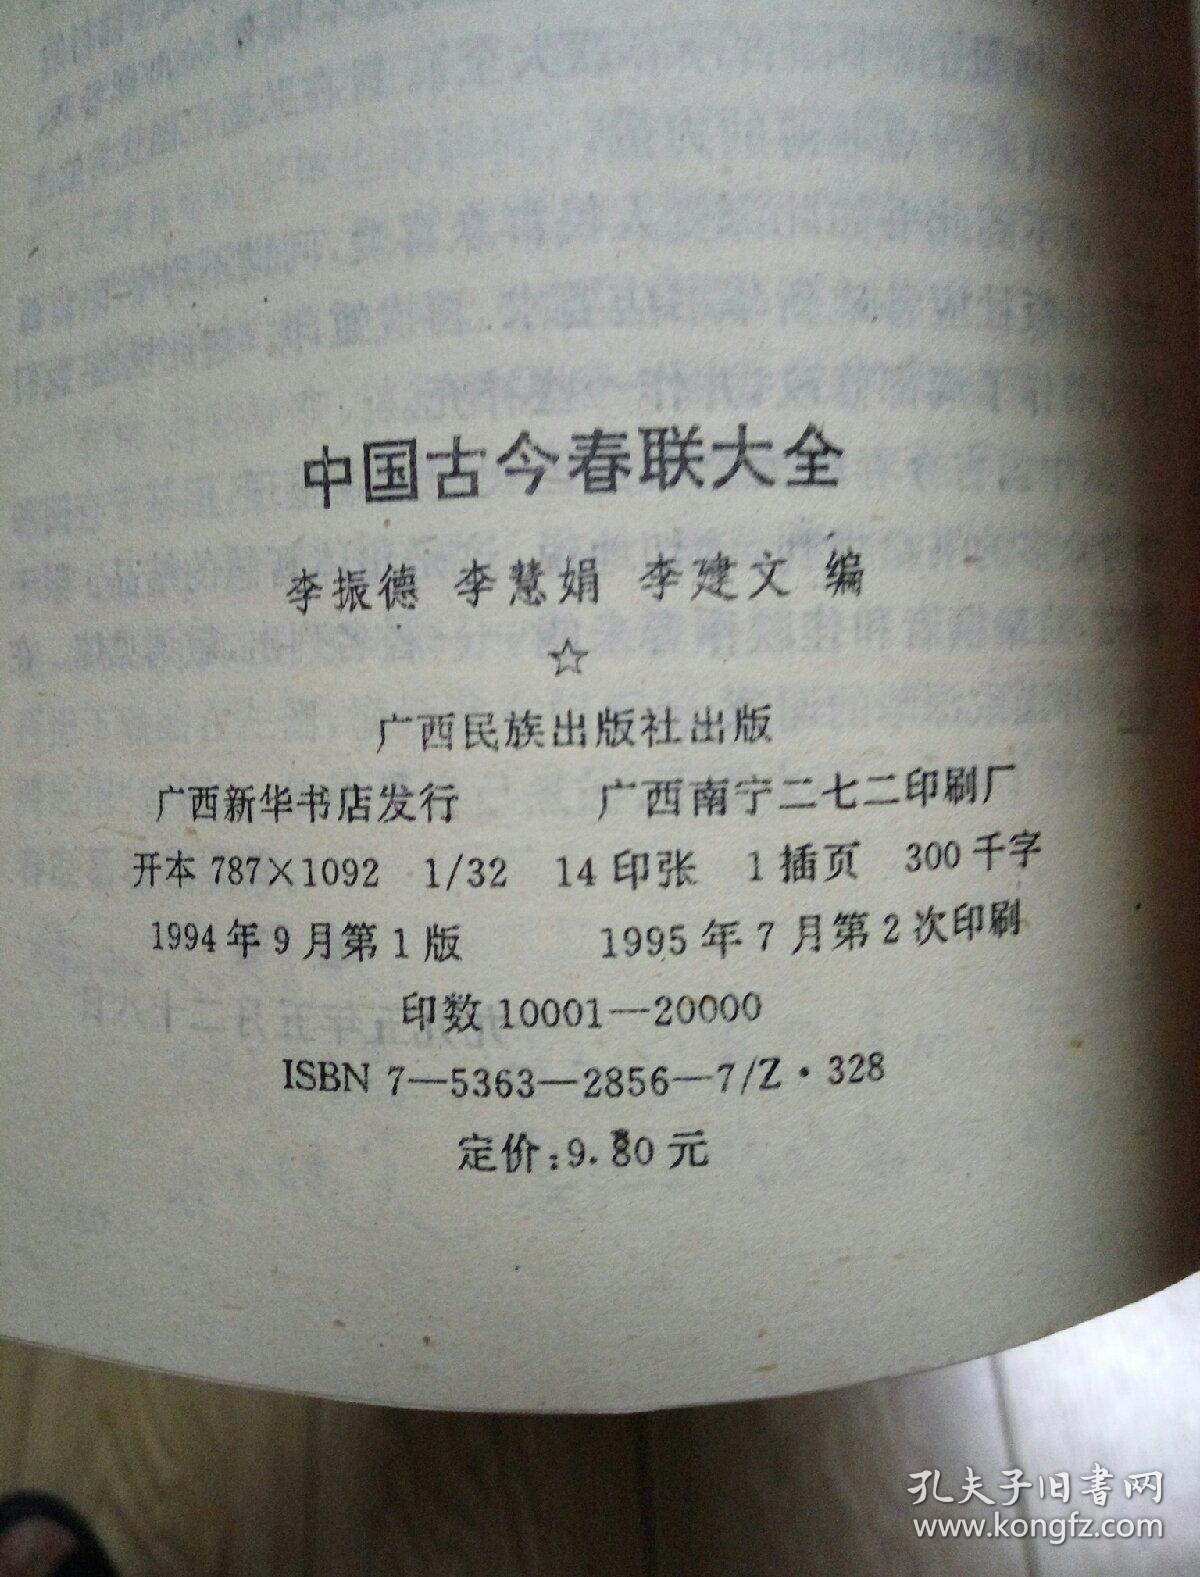 中国古今春联大全
李振德 李慧娟 李建文 编
☆
广西民族出版社出版
广西新华书店发行 广西南宁二七二印刷厂
开本 787×1092 1/32 14 印张 1 插页 300 千字
1994 年 9 月第 1 版 1995 年 7 月第 2 次印刷
印数 10001—20000
ISBN 7—5363—2856—7/Z·328
定价:9.80 元
孔夫子旧书网
www.kongfz.com